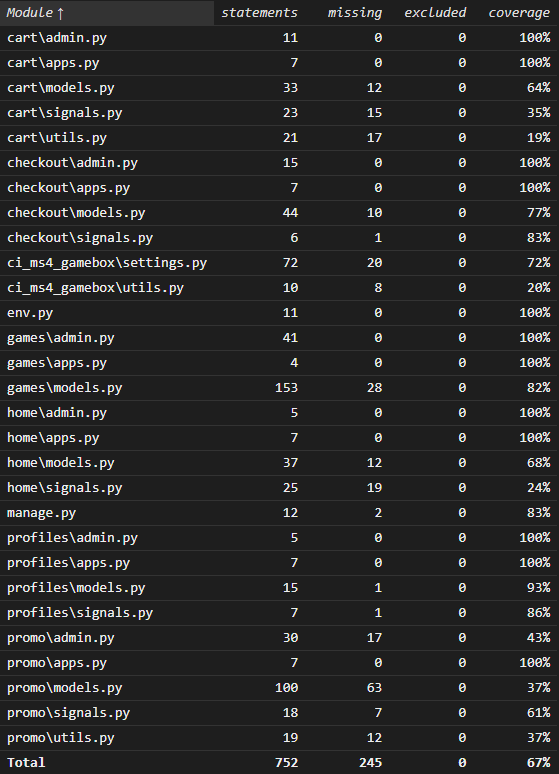 Module ↑ statements missing excluded coverage
cart\admin.py 11 0 0 100%
cart\apps.py 7 0 0 100%
cart\models.py 33 12 0 64%
cart\signals.py 23 15 0 35%
cart\utils.py 21 17 0 19%
checkout\admin.py 15 0 0 100%
checkout\apps.py 7 0 0 100%
checkout\models.py 44 10 0 77%
checkout\signals.py 6 1 0 83%
ci_ms4_gamebox\settings.py 72 20 0 72%
ci_ms4_gamebox\utils.py 10 8 0 20%
env.py 11 0 0 100%
games\admin.py 41 0 0 100%
games\apps.py 4 0 0 100%
games\models.py 153 28 0 82%
home\admin.py 5 0 0 100%
home\apps.py 7 0 0 100%
home\models.py 37 12 0 68%
home\signals.py 25 19 0 24%
manage.py 12 2 0 83%
profiles\admin.py 5 0 0 100%
profiles\apps.py 7 0 0 100%
profiles\models.py 15 1 0 93%
profiles\signals.py 7 1 0 86%
promo\admin.py 30 17 0 43%
promo\apps.py 7 0 0 100%
promo\models.py 100 63 0 37%
promo\signals.py 18 7 0 61%
promo\utils.py 19 12 0 37%
Total 752 245 0 67%